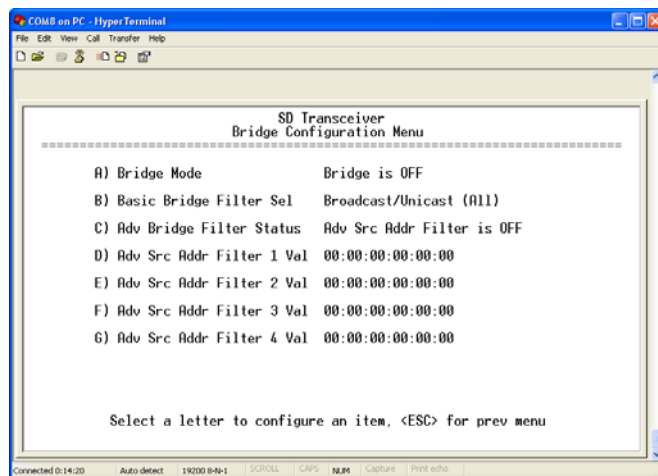 COM8 on PC - HyperTerminal
File Edit View Call Transfer Help
SD Transceiver
Bridge Configuration Menu
==========================================================================
A) Bridge Mode Bridge is OFF
B) Basic Bridge Filter Sel Broadcast/Unicast (All)
C) Adv Bridge Filter Status Adv Src Addr Filter is OFF
D) Adv Src Addr Filter 1 Val 00:00:00:00:00:00
E) Adv Src Addr Filter 2 Val 00:00:00:00:00:00
F) Adv Src Addr Filter 3 Val 00:00:00:00:00:00
G) Adv Src Addr Filter 4 Val 00:00:00:00:00:00
Select a letter to configure an item, <ESC> for prev menu
Connected 0:14:20 Auto detect 19200 8-N-1 SCROLL CAPS NUM Capture Print echo